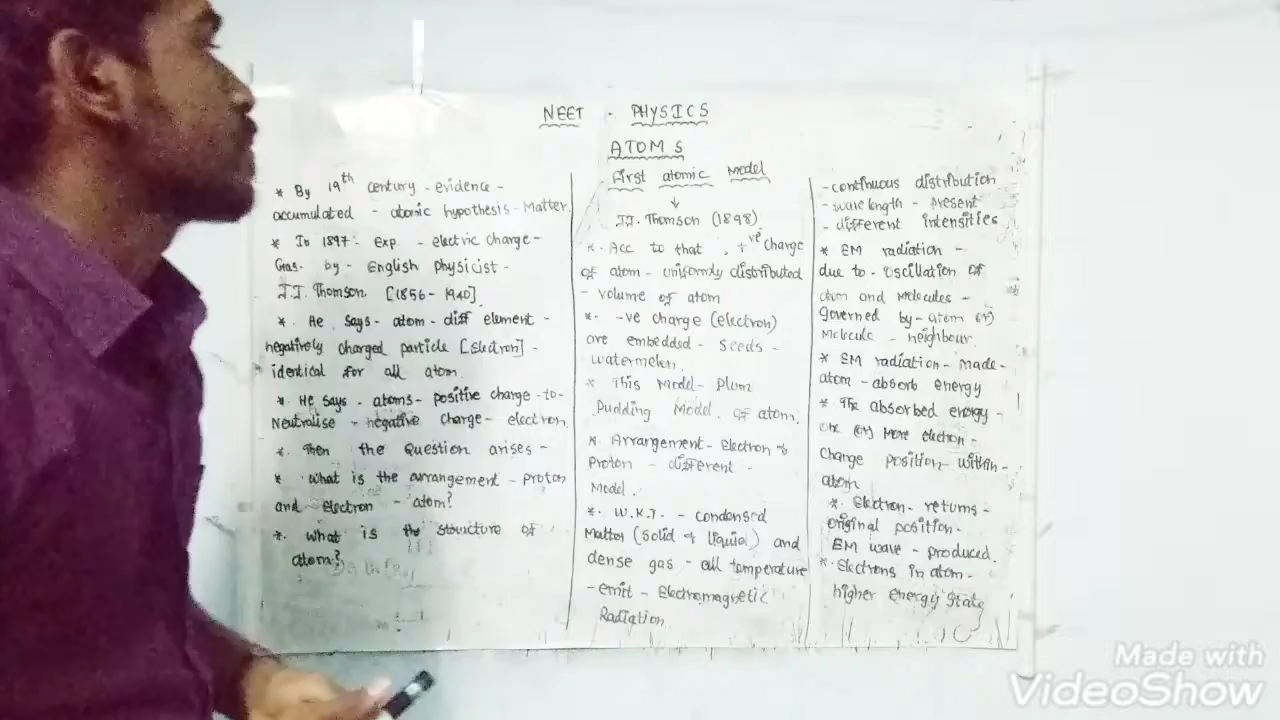 NEET - PHYSICS
ATOMS
* By 19th century - evidence -
accumulated - atomic hypothesis - Matter.
* In 1897 - exp - electric charge -
Gas - by - English physicist -
J.J. Thomson [1856 - 1940].
* He says - atom - diff element -
negatively charged particle [Electron] -
identical for all atom.
* He says - atoms - positive charge - to -
Neutralise - negative charge - electron.
* Then the Question arises -
* What is the arrangement - proton
and electron - atom?
* What is the structure of
atom?
First atomic Model
↓
J.J. Thomson (1898)
* Acc to that, +ve charge
of atom - uniformly distributed
- volume of atom
* -ve charge (electron)
are embedded - seeds -
watermelon.
* This Model - Plum
Pudding Model of atom.
* Arrangement - Electron &
Proton - different -
Model.
* W.K.T. - condensed
Matter (Solid & liquid) and
dense gas - all temperature
- emit - Electromagnetic
Radiation
- continuous distribution
- wavelength - present
- different intensities
* EM radiation -
due to - oscillation of
atom and Molecules -
Governed by - atom (or)
Molecule - neighbour.
* EM radiation - made -
atom - absorb energy
* The absorbed energy -
one (or) More electron -
Change position - within -
atom
* Electron - returns -
original position -
EM wave - produced.
* Electrons in atom -
higher energy state
Made with
VideoShow